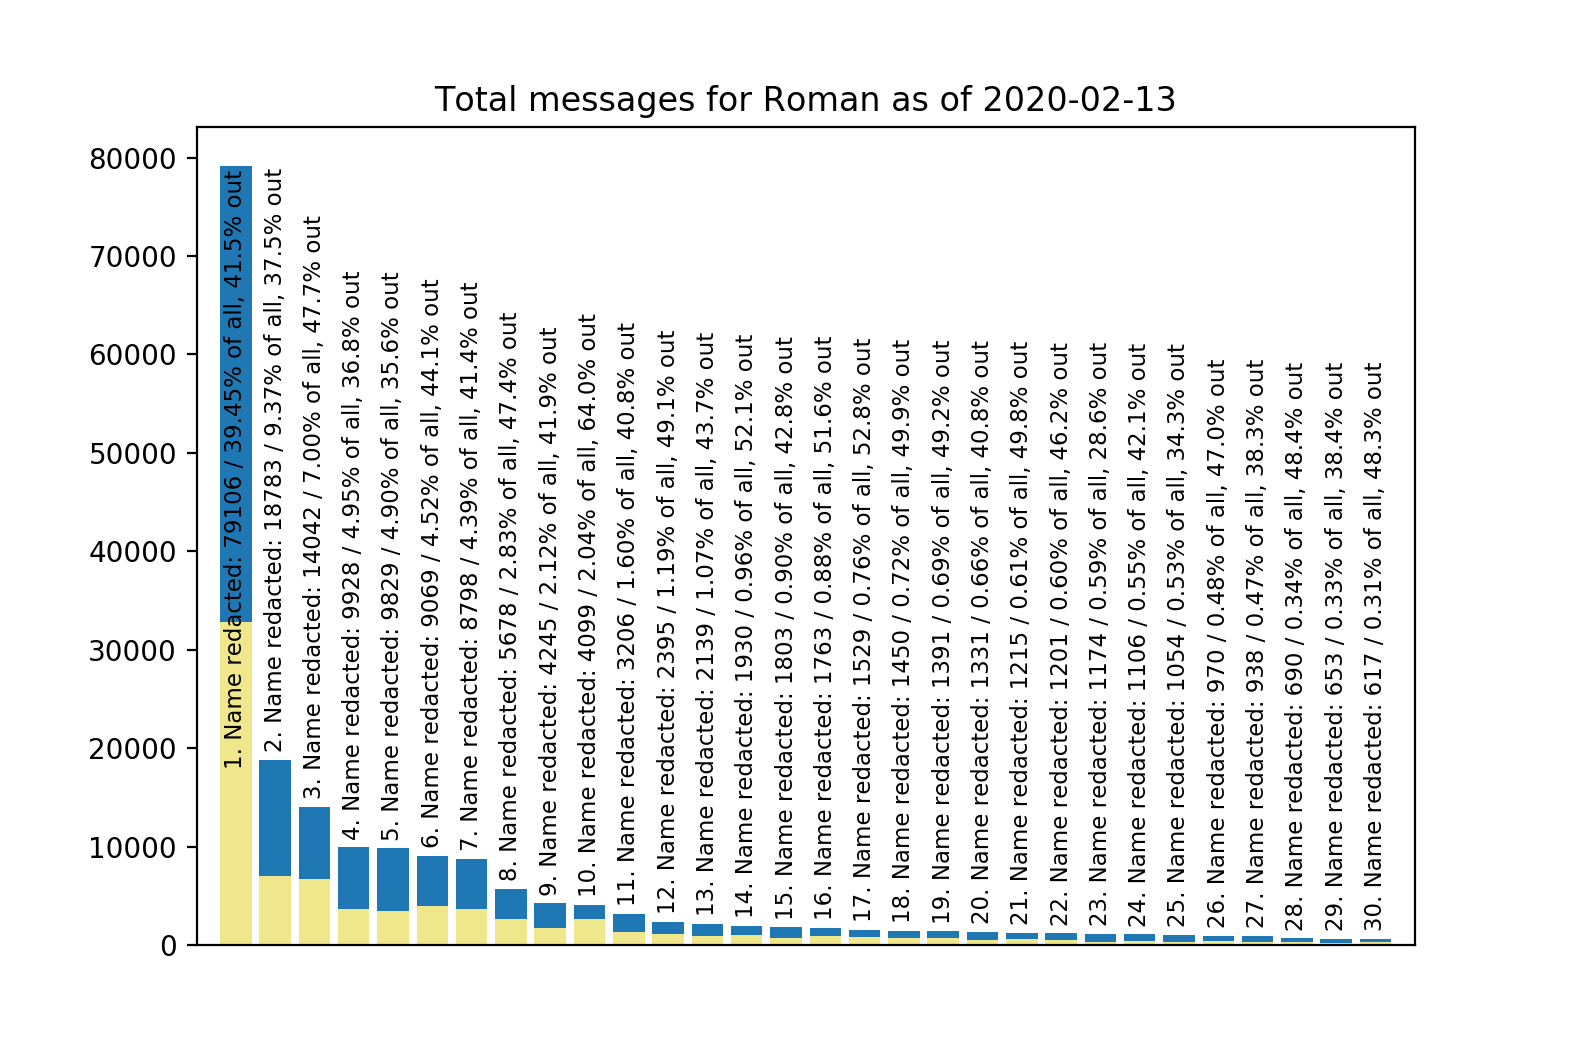 Total messages for Roman as of 2020-02-13
80000
70000
60000
50000
40000
30000
20000
10000
0
1. Name redacted: 79106 / 39.45% of all, 41.5% out
2. Name redacted: 18783 / 9.37% of all, 37.5% out
3. Name redacted: 14042 / 7.00% of all, 47.7% out
4. Name redacted: 9928 / 4.95% of all, 36.8% out
5. Name redacted: 9829 / 4.90% of all, 35.6% out
6. Name redacted: 9069 / 4.52% of all, 44.1% out
7. Name redacted: 8798 / 4.39% of all, 41.4% out
8. Name redacted: 5678 / 2.83% of all, 47.4% out
9. Name redacted: 4245 / 2.12% of all, 41.9% out
10. Name redacted: 4099 / 2.04% of all, 64.0% out
11. Name redacted: 3206 / 1.60% of all, 40.8% out
12. Name redacted: 2395 / 1.19% of all, 49.1% out
13. Name redacted: 2139 / 1.07% of all, 43.7% out
14. Name redacted: 1930 / 0.96% of all, 52.1% out
15. Name redacted: 1803 / 0.90% of all, 42.8% out
16. Name redacted: 1763 / 0.88% of all, 51.6% out
17. Name redacted: 1529 / 0.76% of all, 52.8% out
18. Name redacted: 1450 / 0.72% of all, 49.9% out
19. Name redacted: 1391 / 0.69% of all, 49.2% out
20. Name redacted: 1331 / 0.66% of all, 40.8% out
21. Name redacted: 1215 / 0.61% of all, 49.8% out
22. Name redacted: 1201 / 0.60% of all, 46.2% out
23. Name redacted: 1174 / 0.59% of all, 28.6% out
24. Name redacted: 1106 / 0.55% of all, 42.1% out
25. Name redacted: 1054 / 0.53% of all, 34.3% out
26. Name redacted: 970 / 0.48% of all, 47.0% out
27. Name redacted: 938 / 0.47% of all, 38.3% out
28. Name redacted: 690 / 0.34% of all, 48.4% out
29. Name redacted: 653 / 0.33% of all, 38.4% out
30. Name redacted: 617 / 0.31% of all, 48.3% out